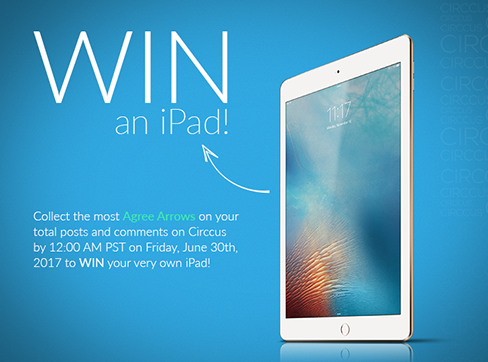 WIN
an iPad!
11:17
Collect the most Agree Arrows on your
total posts and comments on Circcus
by 12:00 AM PST on Friday, June 30th,
2017 to WIN your very own iPad!